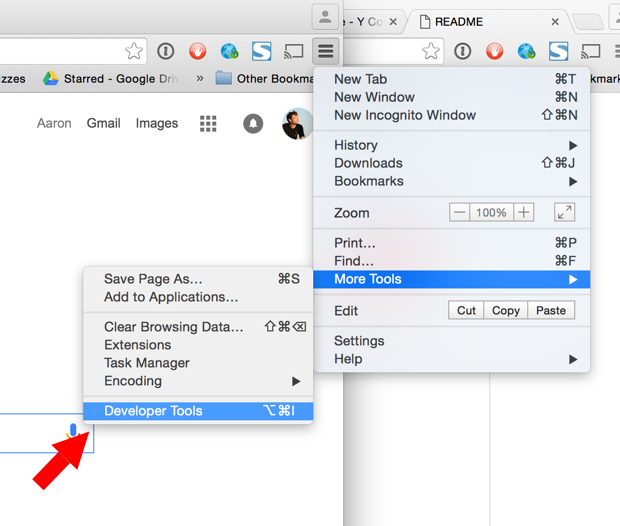 e - Y Co
README
zzes
Starred - Google Driv
»
Other Bookma
kmar
Aaron Gmail Images
New Tab ⌘T
New Window ⌘N
New Incognito Window ⇧⌘N
History ▶
Downloads ⇧⌘J
Bookmarks ▶
Zoom — 100% +
Print... ⌘P
Find... ⌘F
More Tools ▶
Edit Cut Copy Paste
Settings
Help ▶
Save Page As... ⌘S
Add to Applications...
Clear Browsing Data... ⇧⌘⌫
Extensions
Task Manager
Encoding ▶
Developer Tools ⌥⌘I